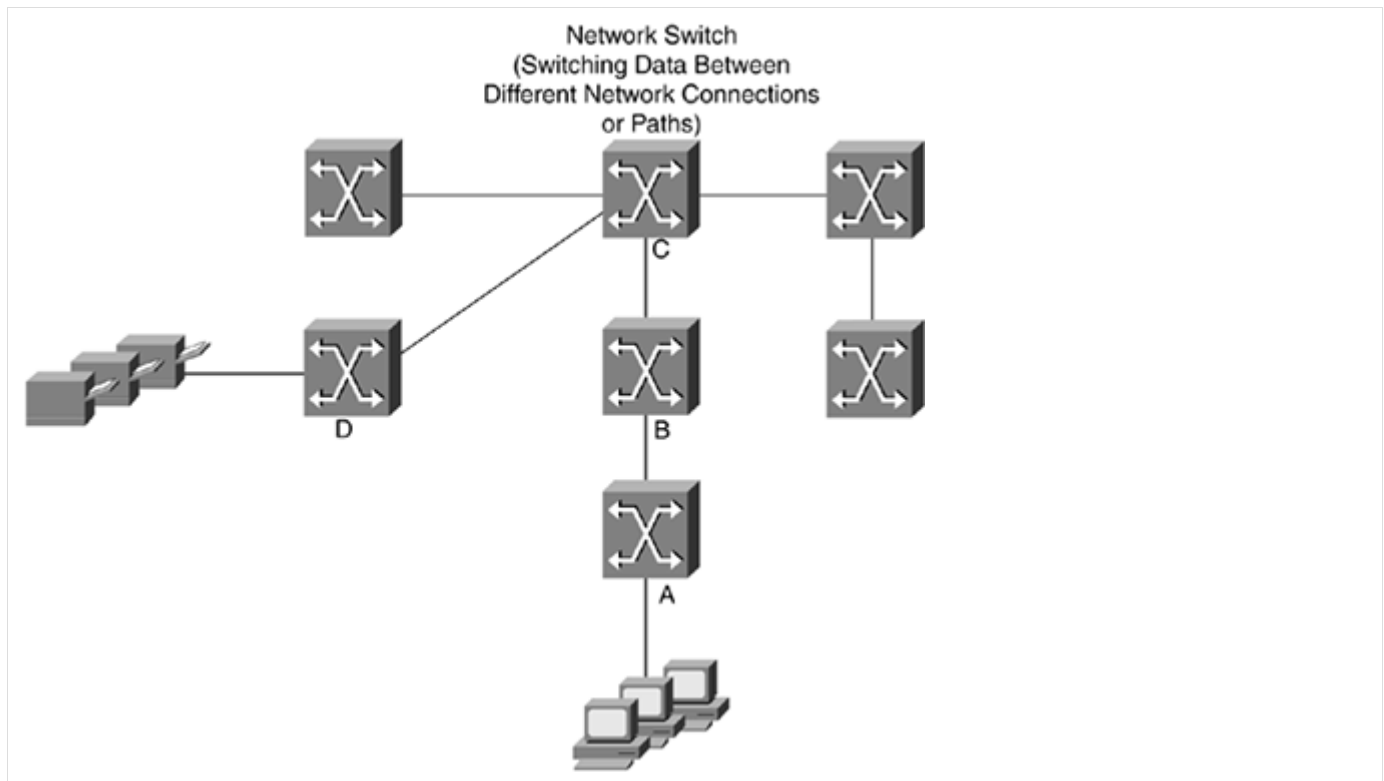 Network Switch
(Switching Data Between
Different Network Connections
or Paths)
C
D
B
A